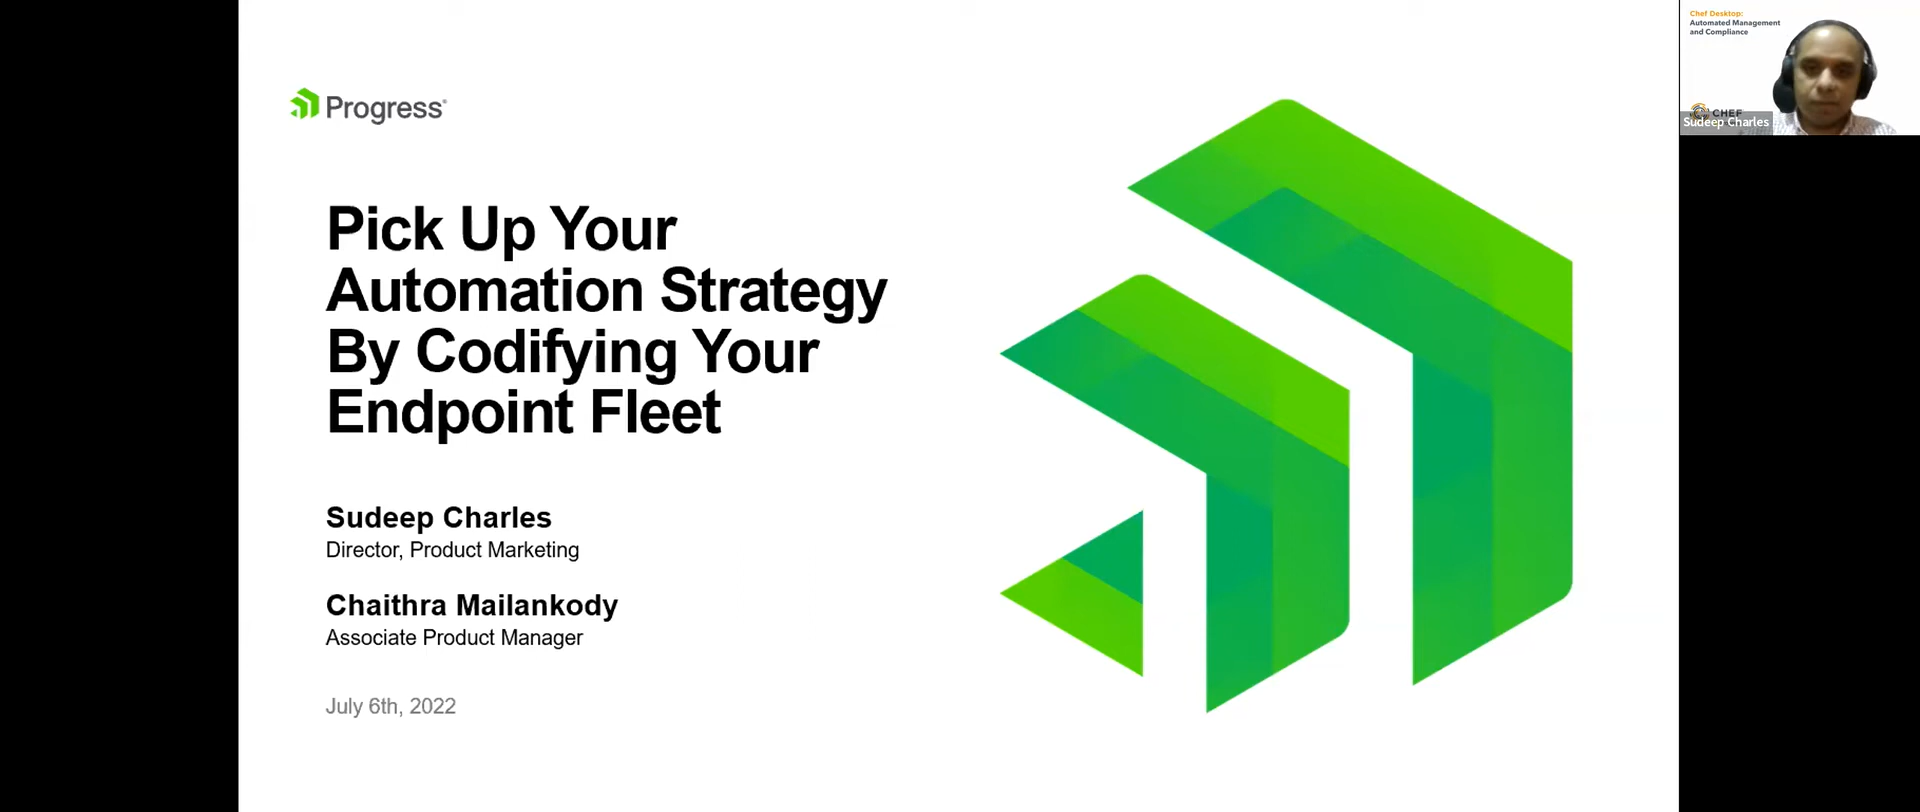 Progress®
Pick Up Your
Automation Strategy
By Codifying Your
Endpoint Fleet
Sudeep Charles
Director, Product Marketing
Chaithra Mailankody
Associate Product Manager
July 6th, 2022
Chef Desktop:
Automated Management
and Compliance
CHEF
Sudeep Charles